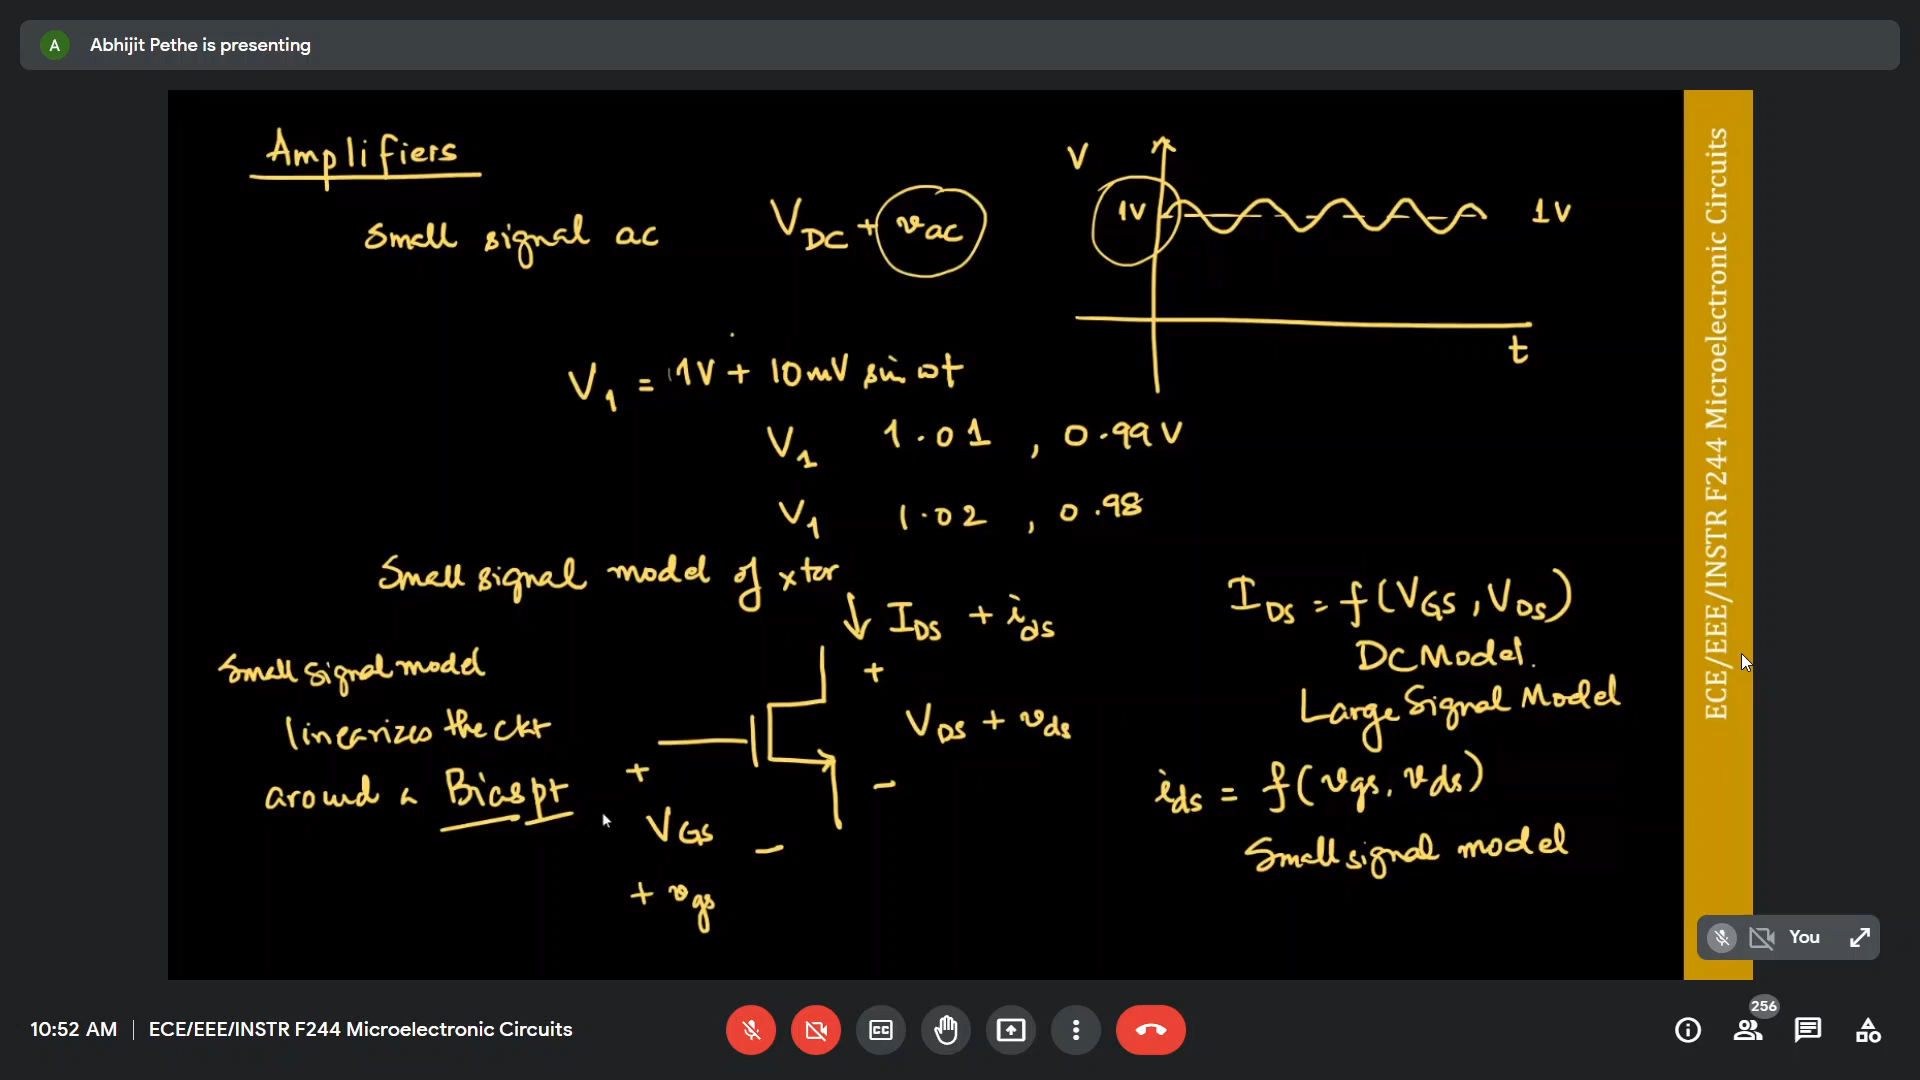 A Abhijit Pethe is presenting
Amplifiers
Small signal ac
V_DC + v_ac
V
1V
1V
t
V_1 = 1V + 10mV sin ωt
V_1 1.01 , 0.99 V
V_1 1.02 , 0.98
Small signal model of xtor
↓ I_DS + i_ds
+
V_DS + v_ds
−
Small signal model
linearizes the ckt
around a Bias pt
+
V_GS
−
+ v_gs
I_DS = f(V_GS, V_DS)
DC Model.
Large Signal Model
i_ds = f(v_gs, v_ds)
Small signal model
ECE/EEE/INSTR F244 Microelectronic Circuits
You
10:52 AM | ECE/EEE/INSTR F244 Microelectronic Circuits
CC
256